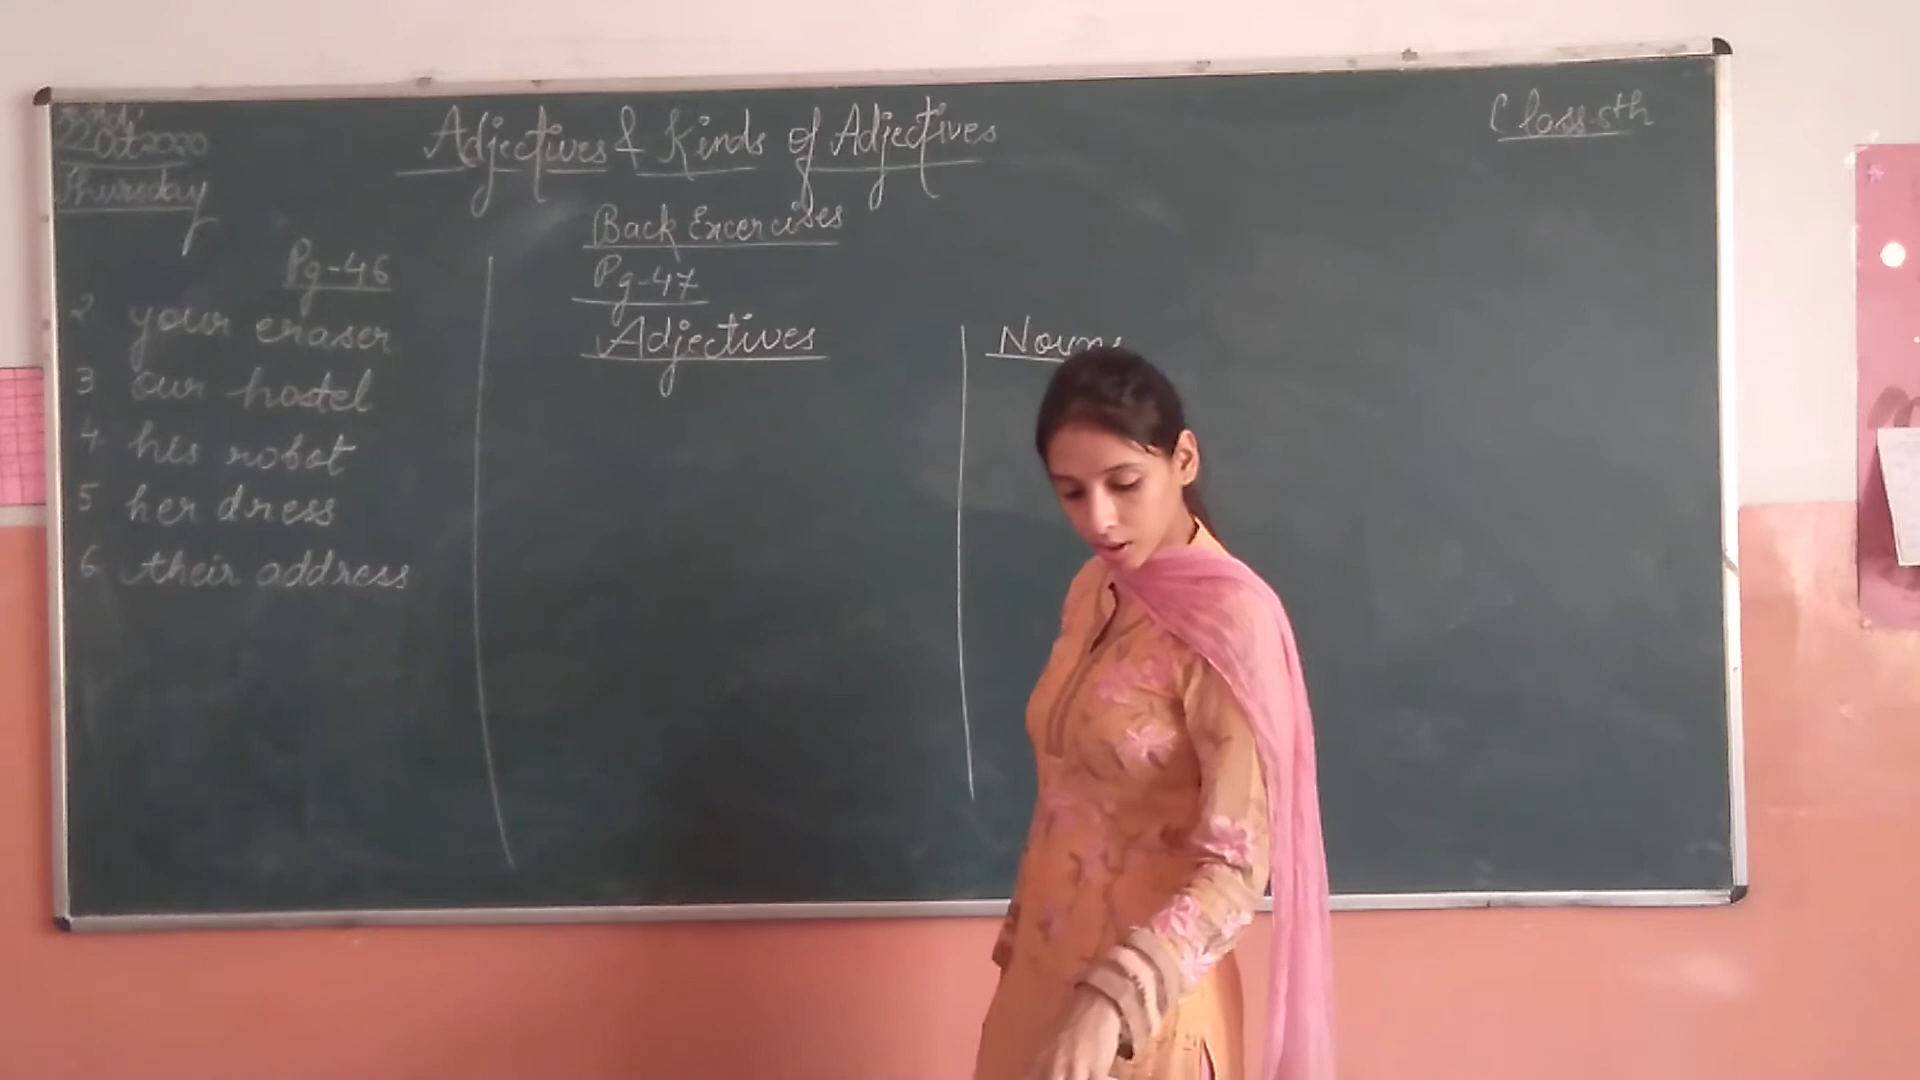 22 Oct 2020
Thursday
Adjectives & Kinds of Adjectives
Class 5th
Back Excercises
Pg-46
2 your eraser
3 our hostel
4 his robot
5 her dress
6 their address
Pg-47
Adjectives
Nouns